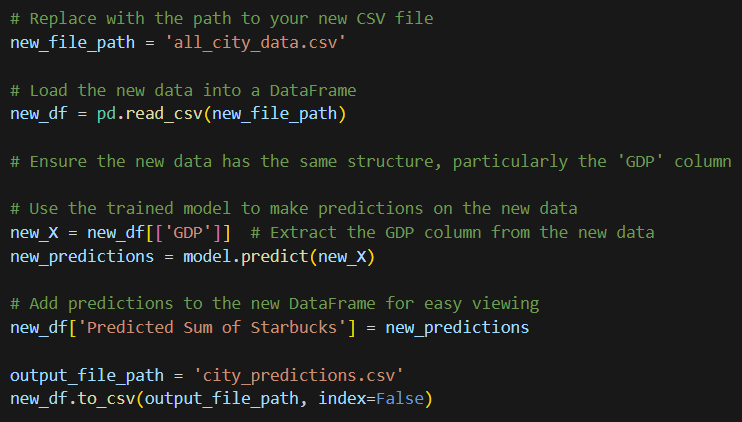 # Replace with the path to your new CSV file
new_file_path = 'all_city_data.csv'
# Load the new data into a DataFrame
new_df = pd.read_csv(new_file_path)
# Ensure the new data has the same structure, particularly the 'GDP' column
# Use the trained model to make predictions on the new data
new_X = new_df[['GDP']]  # Extract the GDP column from the new data
new_predictions = model.predict(new_X)
# Add predictions to the new DataFrame for easy viewing
new_df['Predicted Sum of Starbucks'] = new_predictions
output_file_path = 'city_predictions.csv'
new_df.to_csv(output_file_path, index=False)